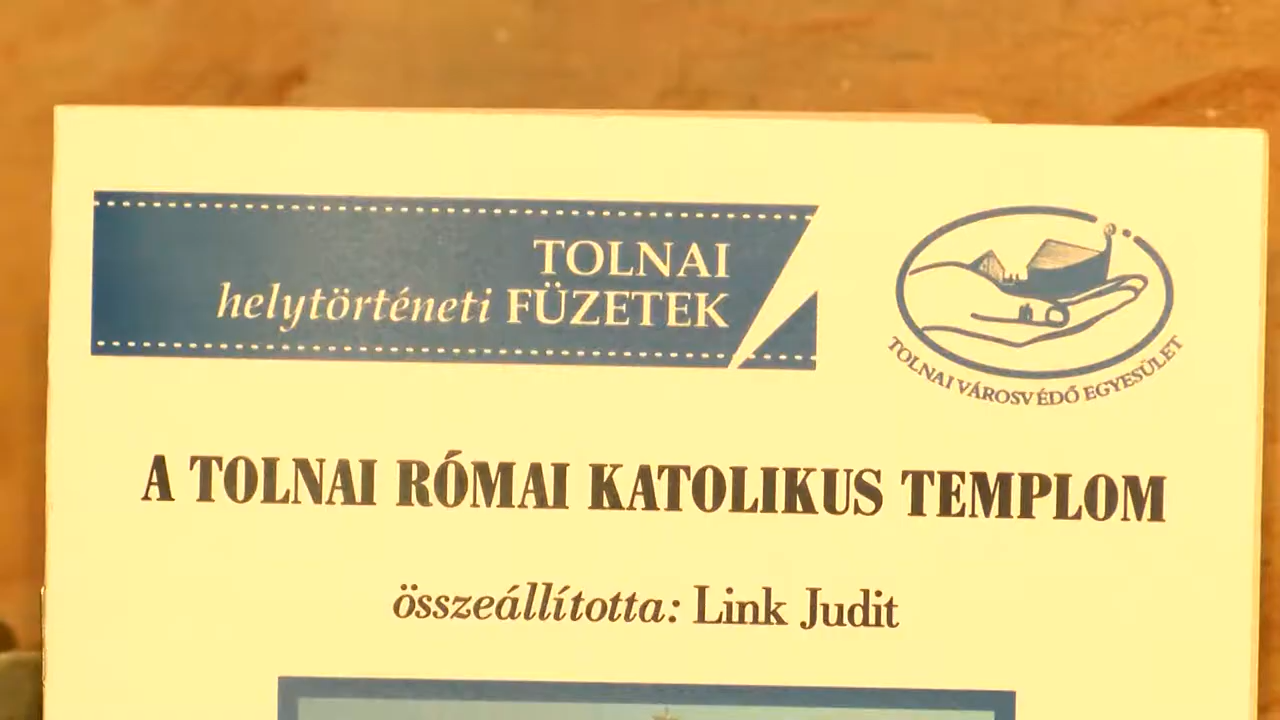 TOLNAI
helytörténeti FÜZETEK
TOLNAI VÁROSVÉDŐ EGYESÜLET
A TOLNAI RÓMAI KATOLIKUS TEMPLOM
összeállította: Link Judit